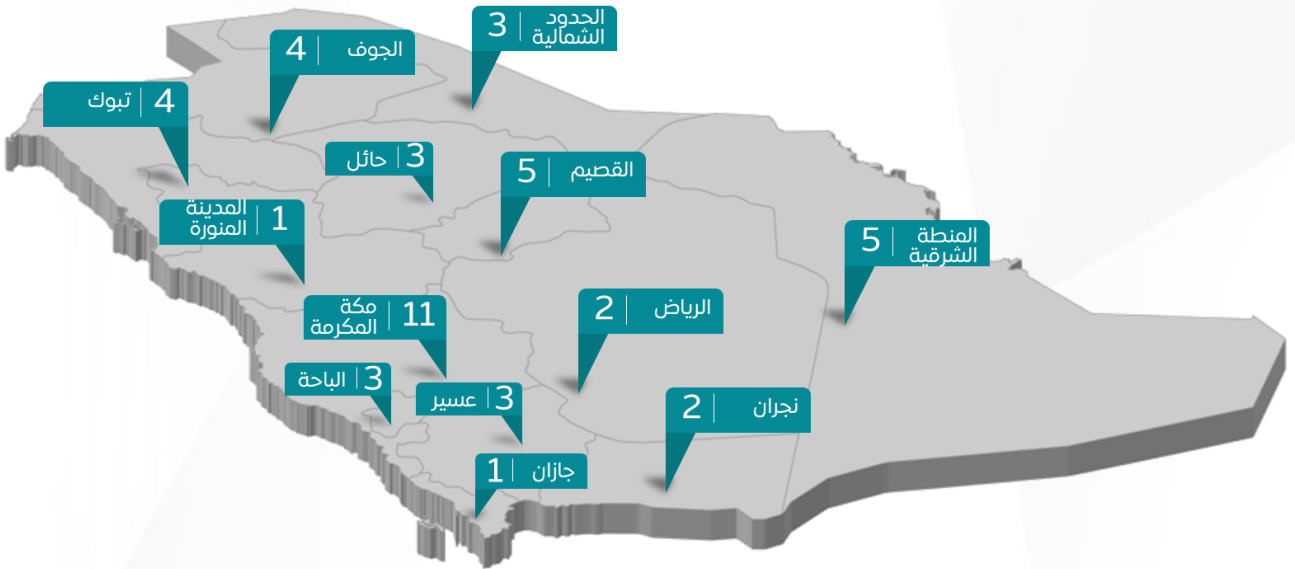 الحدود
الشمالية
3
الجوف 4
تبوك 4
حائل 3
القصيم 5
المدينة
المنورة
1
المنطة
الشرقية
5
مكة
المكرمة
11
الرياض 2
الباحة 3
عسير 3
نجران 2
جازان 1